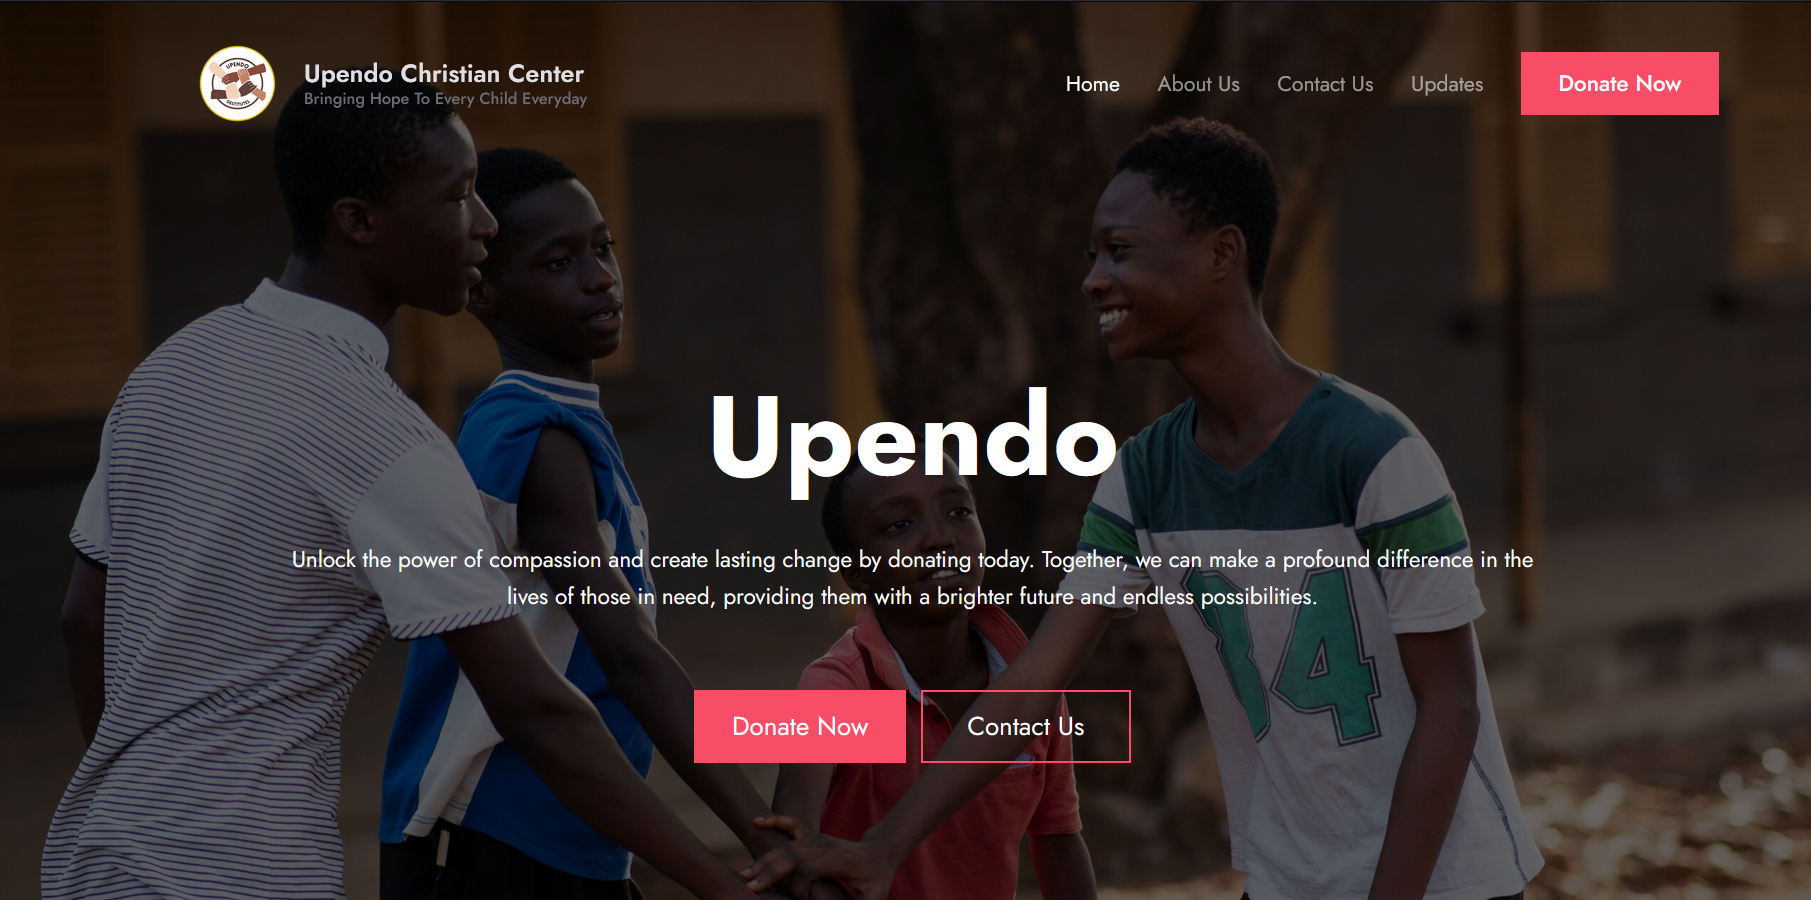 UPENDO
DESTITUTES
Upendo Christian Center
Bringing Hope To Every Child Everyday
Home
About Us
Contact Us
Updates
Donate Now
Upendo
Unlock the power of compassion and create lasting change by donating today. Together, we can make a profound difference in the
lives of those in need, providing them with a brighter future and endless possibilities.
84
Donate Now
Contact Us